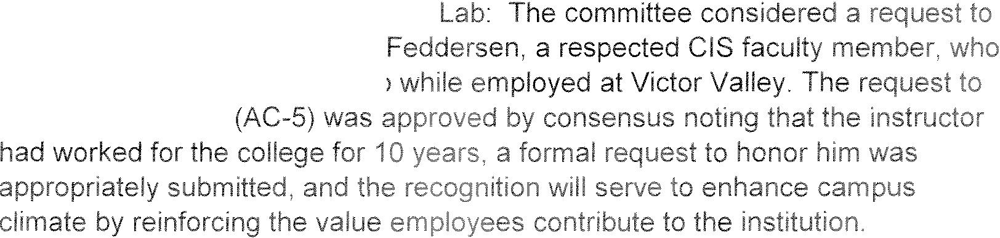 Lab: The committee considered a request to
Feddersen, a respected CIS faculty member, who
while employed at Victor Valley. The request to
(AC-5) was approved by consensus noting that the instructor
had worked for the college for 10 years, a formal request to honor him was
appropriately submitted, and the recognition will serve to enhance campus
climate by reinforcing the value employees contribute to the institution.